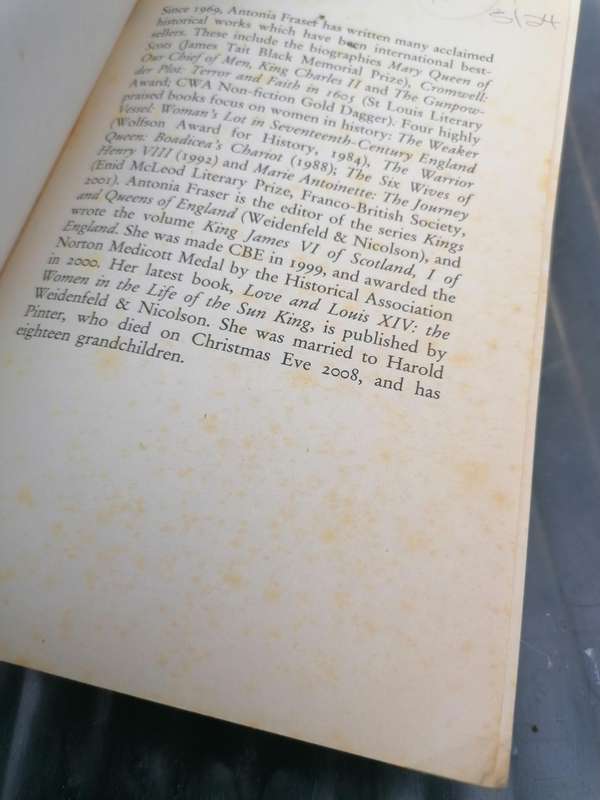 3/24
Since 1969, Antonia Fraser has written many acclaimed
historical works which have been international best-
sellers. These include the biographies Mary Queen of
Scots (James Tait Black Memorial Prize), Cromwell:
Our Chief of Men, King Charles II and The Gunpow-
der Plot: Terror and Faith in 1605 (St Louis Literary
Award; CWA Non-fiction Gold Dagger). Four highly
praised books focus on women in history: The Weaker
Vessel: Woman's Lot in Seventeenth-Century England
(Wolfson Award for History, 1984), The Warrior
Queen: Boadicea's Chariot (1988); The Six Wives of
Henry VIII (1992) and Marie Antoinette: The Journey
(Enid McLeod Literary Prize, Franco-British Society,
2001). Antonia Fraser is the editor of the series Kings
and Queens of England (Weidenfeld & Nicolson), and
wrote the volume King James VI of Scotland, I of
England. She was made CBE in 1999, and awarded the
Norton Medicott Medal by the Historical Association
in 2000. Her latest book, Love and Louis XIV: the
Women in the Life of the Sun King, is published by
Weidenfeld & Nicolson. She was married to Harold
Pinter, who died on Christmas Eve 2008, and has
eighteen grandchildren.